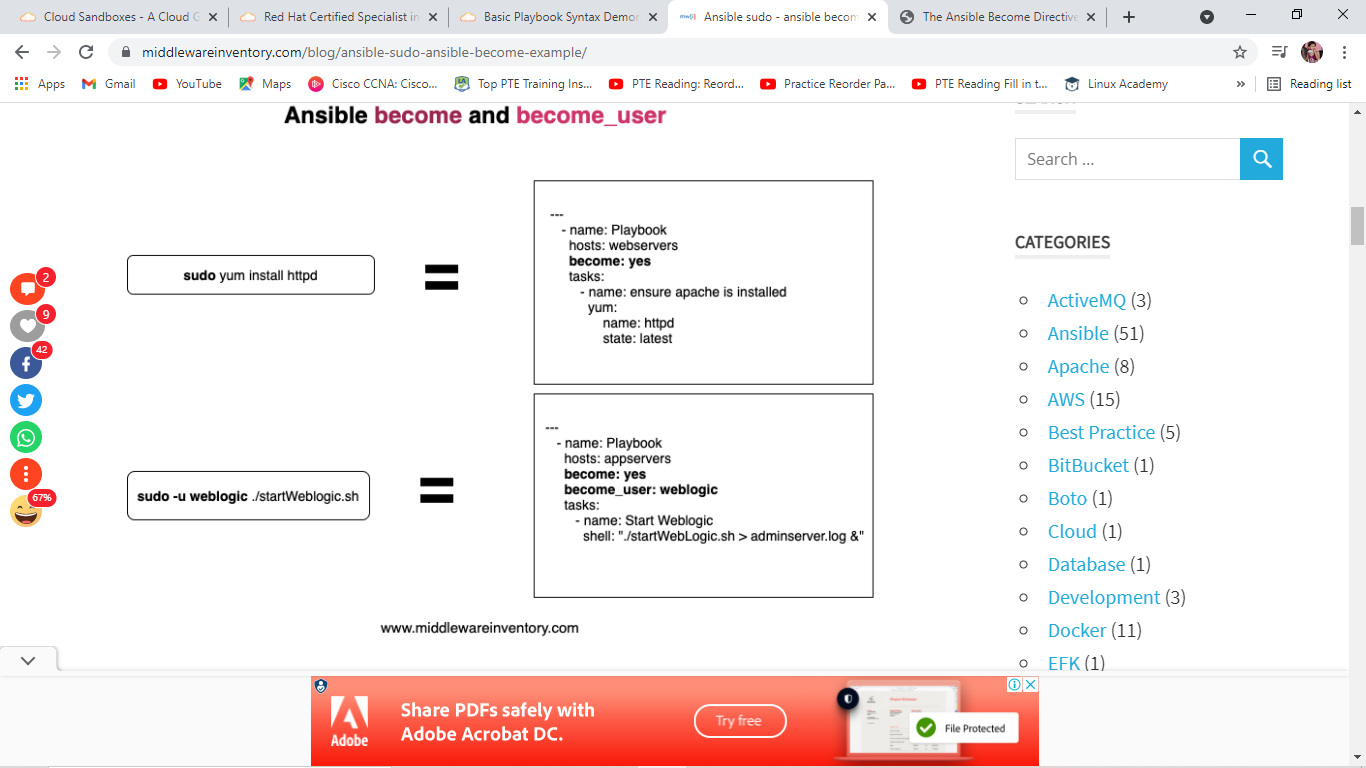 Cloud Sandboxes - A Cloud G
Red Hat Certified Specialist in
Basic Playbook Syntax Demor
Ansible sudo - ansible becom
The Ansible Become Directive
middlewareinventory.com/blog/ansible-sudo-ansible-become-example/
Apps
Gmail
YouTube
Maps
Cisco CCNA: Cisco...
Top PTE Training Ins...
PTE Reading: Reord...
Practice Reorder Pa...
PTE Reading Fill in t...
Linux Academy
»
Reading list
Ansible become and become_user
sudo yum install httpd
=
---
- name: Playbook
hosts: webservers
become: yes
tasks:
- name: ensure apache is installed
yum:
name: httpd
state: latest
sudo -u weblogic ./startWeblogic.sh
=
---
- name: Playbook
hosts: appservers
become: yes
become_user: weblogic
tasks:
- name: Start Weblogic
shell: "./startWebLogic.sh > adminserver.log &"
www.middlewareinventory.com
2
9
42
67%
SEARCH
Search ...
CATEGORIES
ActiveMQ (3)
Ansible (51)
Apache (8)
AWS (15)
Best Practice (5)
BitBucket (1)
Boto (1)
Cloud (1)
Database (1)
Development (3)
Docker (11)
EFK (1)
Adobe
Share PDFs safely with
Adobe Acrobat DC.
Try free
File Protected